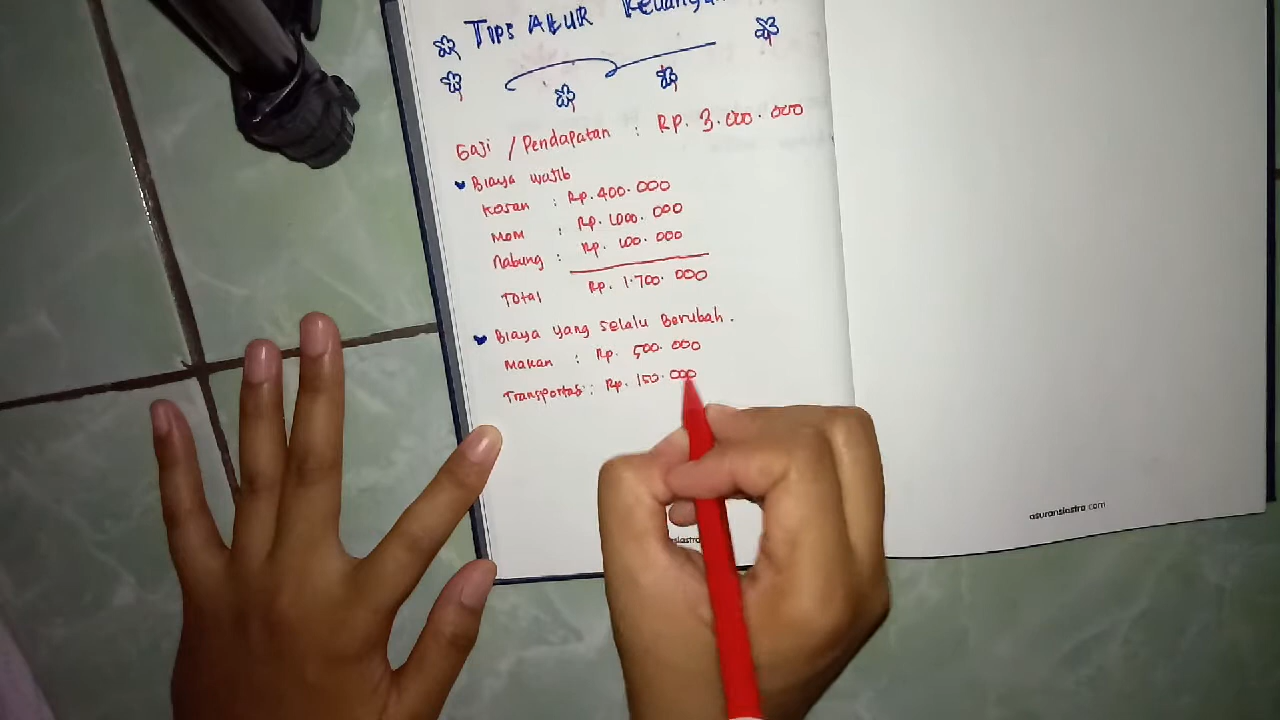 Tips Atur Keuangan
Gaji / Pendapatan : Rp. 3.000.000
Biaya wajib
Kosan : Rp. 400.000
Mom : Rp. 1.000.000
Nabung : Rp. 100.000
Total Rp. 1.700.000
Biaya yang selalu Berubah.
Makan : Rp. 500.000
Transportasi : Rp. 150.000
asuransiastra.com